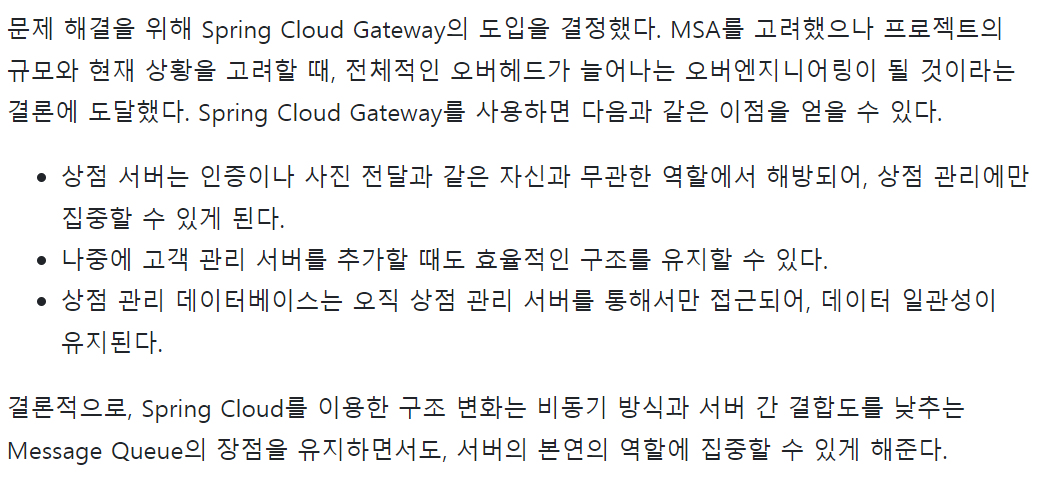 문제 해결을 위해 Spring Cloud Gateway의 도입을 결정했다. MSA를 고려했으나 프로젝트의
규모와 현재 상황을 고려할 때, 전체적인 오버헤드가 늘어나는 오버엔지니어링이 될 것이라는
결론에 도달했다. Spring Cloud Gateway를 사용하면 다음과 같은 이점을 얻을 수 있다.
• 상점 서버는 인증이나 사진 전달과 같은 자신과 무관한 역할에서 해방되어, 상점 관리에만
집중할 수 있게 된다.
• 나중에 고객 관리 서버를 추가할 때도 효율적인 구조를 유지할 수 있다.
• 상점 관리 데이터베이스는 오직 상점 관리 서버를 통해서만 접근되어, 데이터 일관성이
유지된다.
결론적으로, Spring Cloud를 이용한 구조 변화는 비동기 방식과 서버 간 결합도를 낮추는
Message Queue의 장점을 유지하면서도, 서버의 본연의 역할에 집중할 수 있게 해준다.